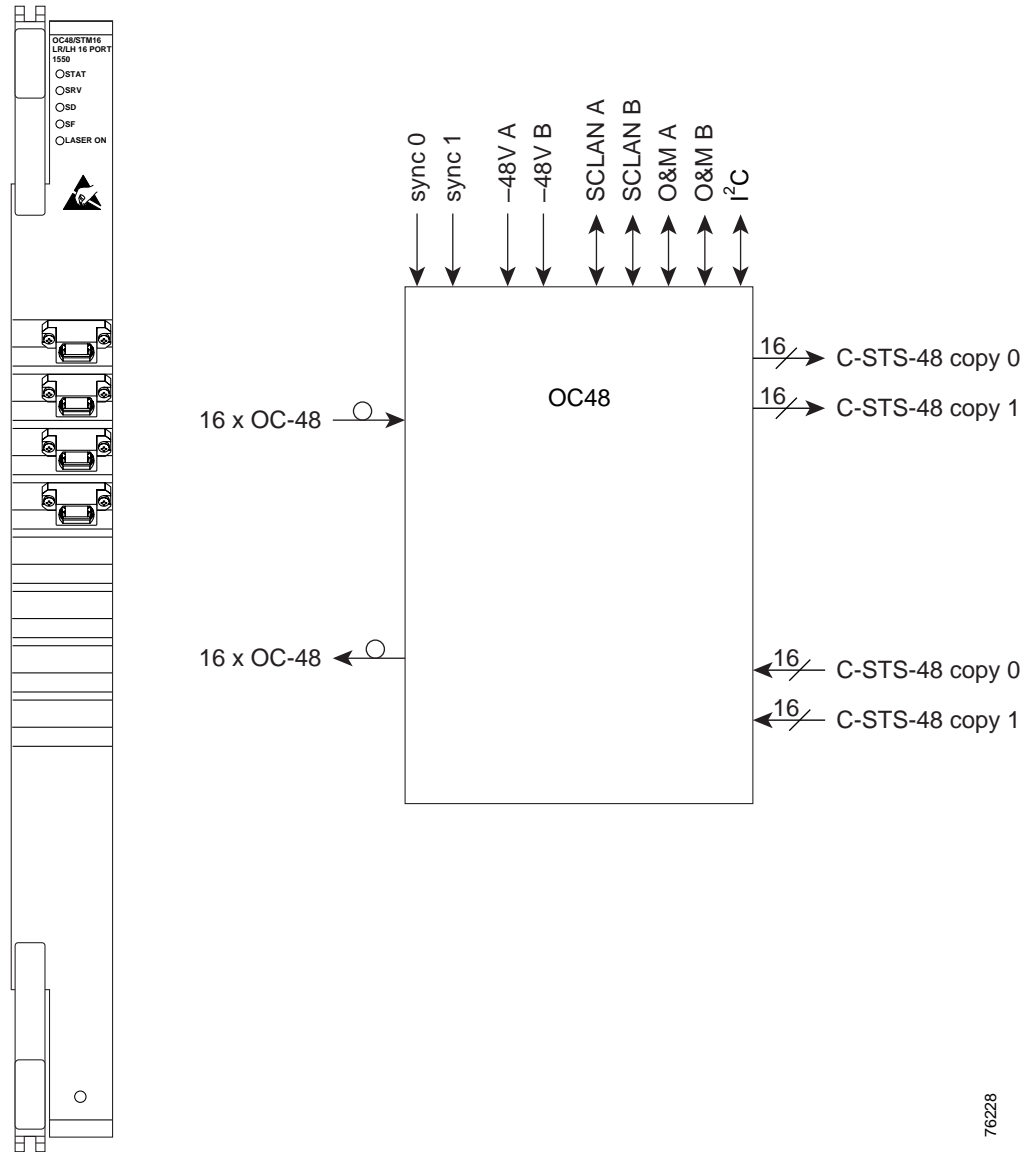 OC48/STM16
LR/LH 16 PORT
1550
STAT
SRV
SD
SF
LASER ON
sync 0
sync 1
–48V A
–48V B
SCLAN A
SCLAN B
O&M A
O&M B
I²C
OC48
16 x OC-48
16 x OC-48
16
C-STS-48 copy 0
16
C-STS-48 copy 1
16
C-STS-48 copy 0
16
C-STS-48 copy 1
76228